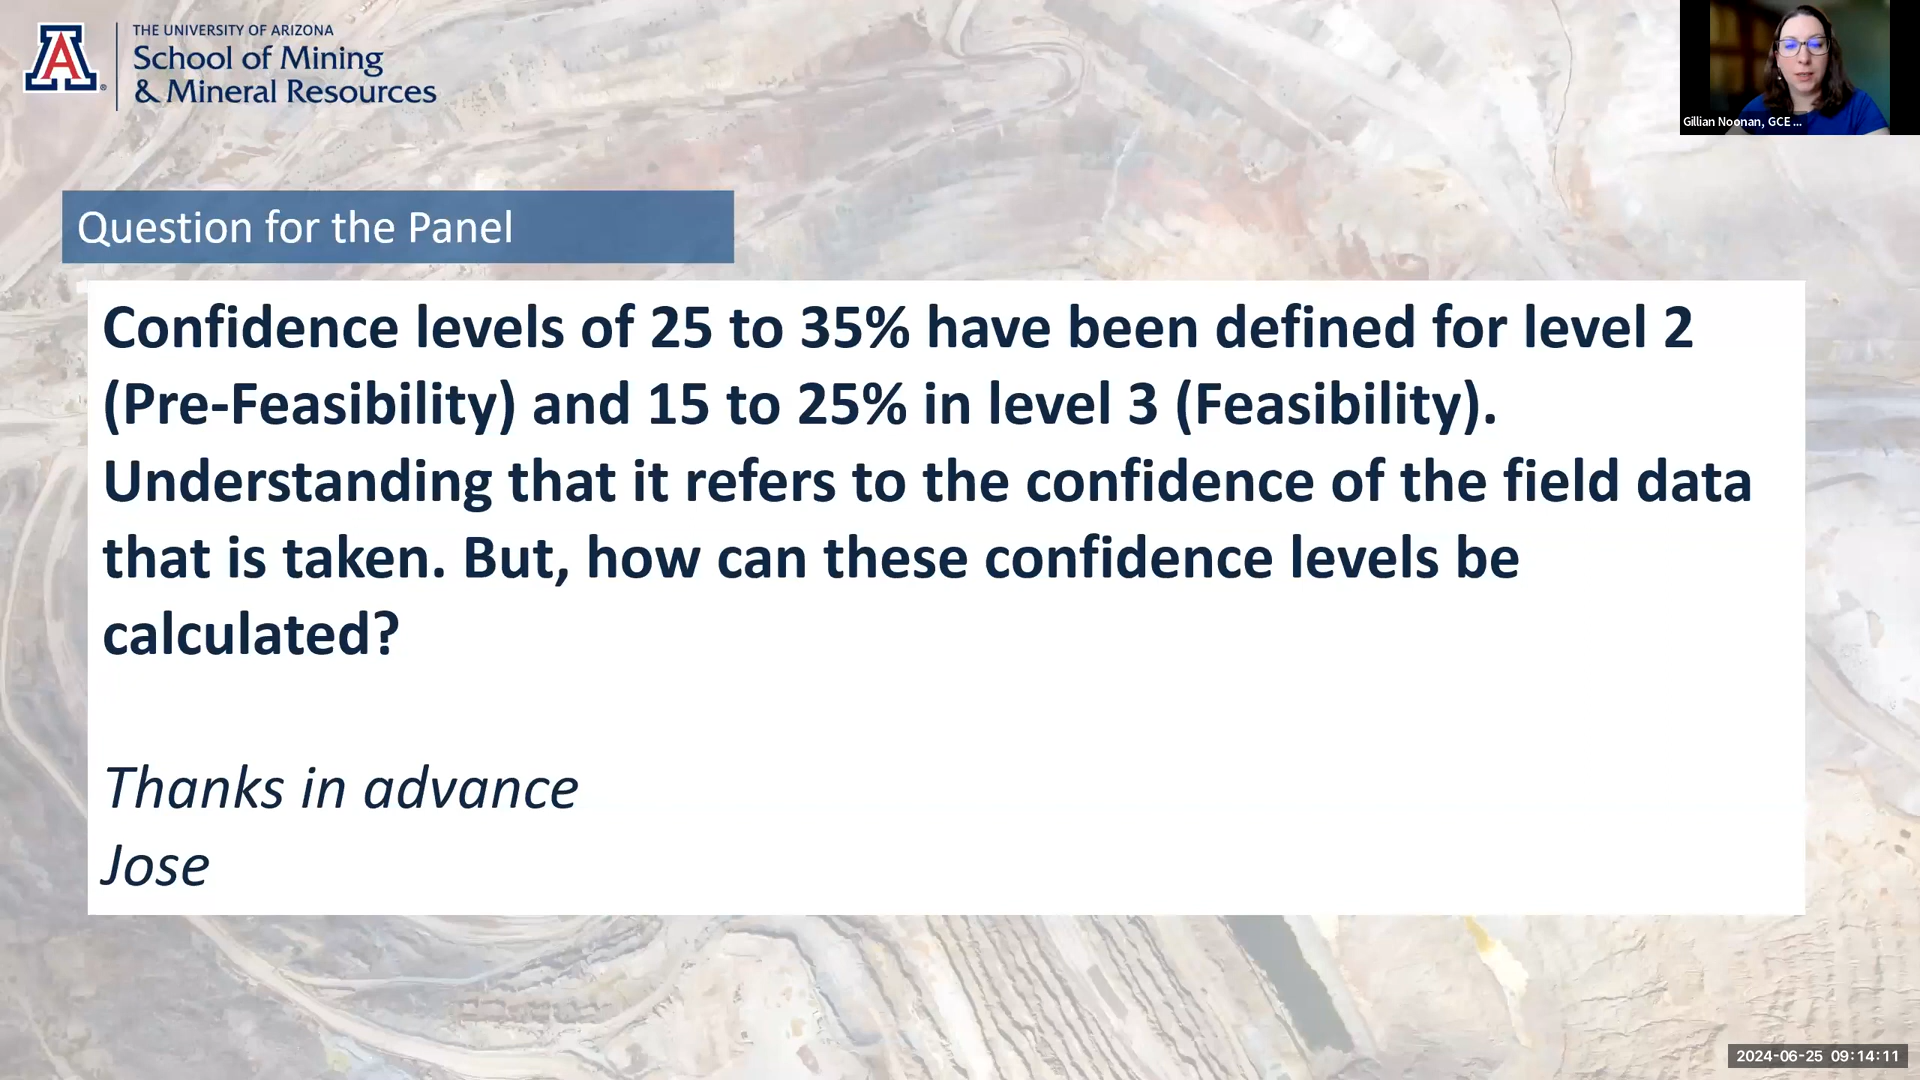 THE UNIVERSITY OF ARIZONA
School of Mining
& Mineral Resources
Gillian Noonan, GCE ...
Question for the Panel
Confidence levels of 25 to 35% have been defined for level 2
(Pre-Feasibility) and 15 to 25% in level 3 (Feasibility).
Understanding that it refers to the confidence of the field data
that is taken. But, how can these confidence levels be
calculated?
Thanks in advance
Jose
2024-06-25 09:14:11